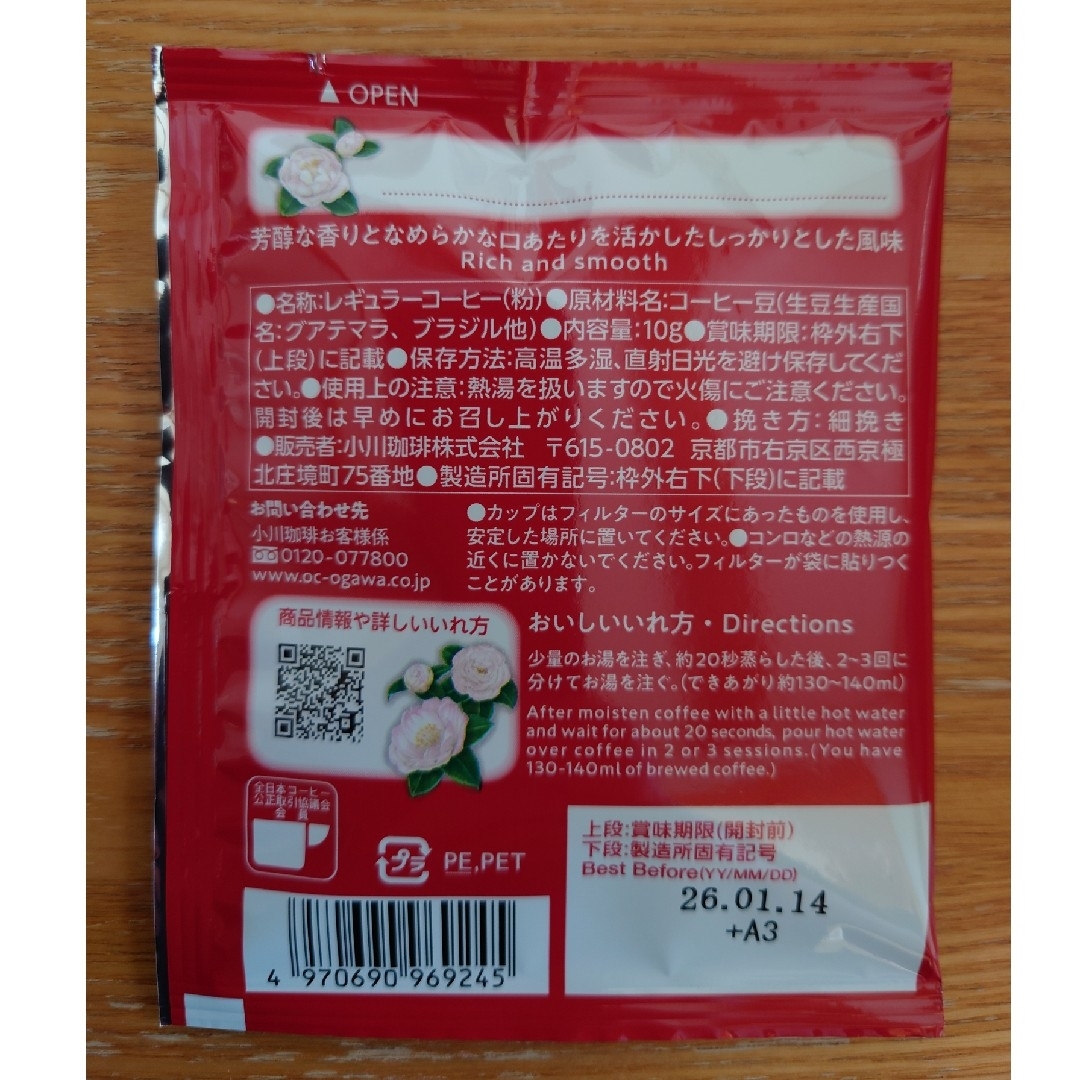 ▲ OPEN
芳醇な香りとなめらかな口あたりを活かしたしっかりとした風味
Rich and smooth
●名称:レギュラーコーヒー(粉)●原材料名:コーヒー豆(生豆生産国
名:グアテマラ、ブラジル他)●内容量:10g●賞味期限:枠外右下
(上段)に記載●保存方法:高温多湿、直射日光を避け保存してくだ
さい。●使用上の注意:熱湯を扱いますので火傷にご注意ください。
開封後は早めにお召し上がりください。●挽き方:細挽き
●販売者:小川珈琲株式会社 〒615-0802 京都市右京区西京極
北庄境町75番地●製造所固有記号:枠外右下(下段)に記載
お問い合わせ先
小川珈琲お客様係
0120-077800
www.oc-ogawa.co.jp
●カップはフィルターのサイズにあったものを使用し、
安定した場所に置いてください。●コンロなどの熱源の
近くに置かないでください。フィルターが袋に貼りつく
ことがあります。
商品情報や詳しいいれ方
おいしいいれ方・Directions
少量のお湯を注ぎ、約20秒蒸らした後、2~3回に
分けてお湯を注ぐ。(できあがり約130~140ml)
After moisten coffee with a little hot water
and wait for about 20 seconds, pour hot water
over coffee in 2 or 3 sessions.(You have
130-140ml of brewed coffee.)
全日本コーヒー
公正取引協議会
会員
プラ
PE,PET
上段:賞味期限(開封前)
下段:製造所固有記号
Best Before(YY/MM/DD)
26.01.14
+A3
4 970690 969245